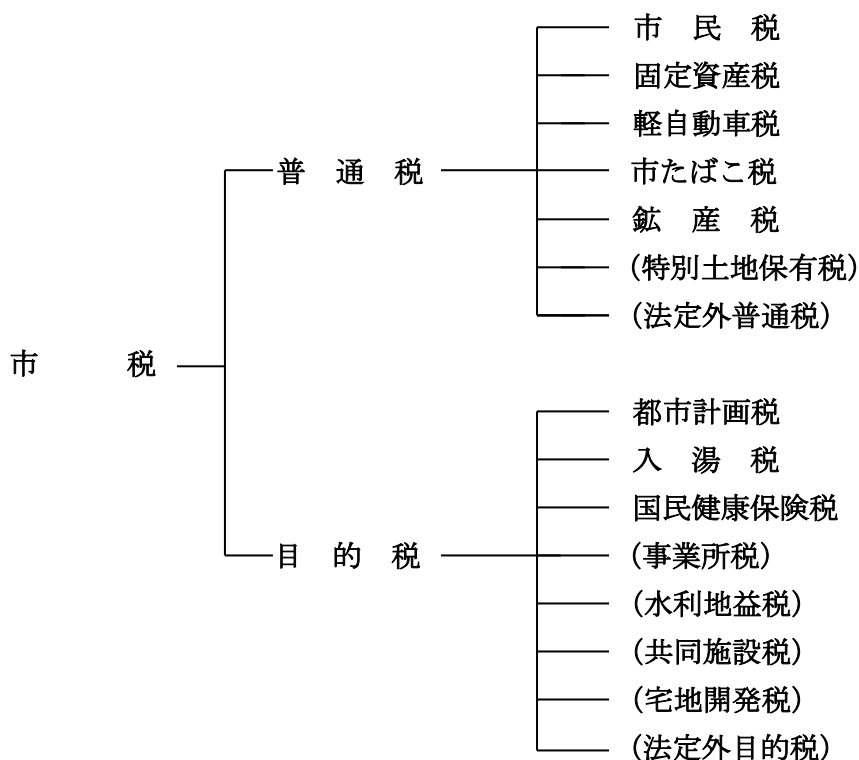 市民税
固定資産税
軽自動車税
普通税
市たばこ税
鉱産税
(特別土地保有税)
(法定外普通税)
市税
都市計画税
入湯税
国民健康保険税
目的税
(事業所税)
(水利地益税)
(共同施設税)
(宅地開発税)
(法定外目的税)